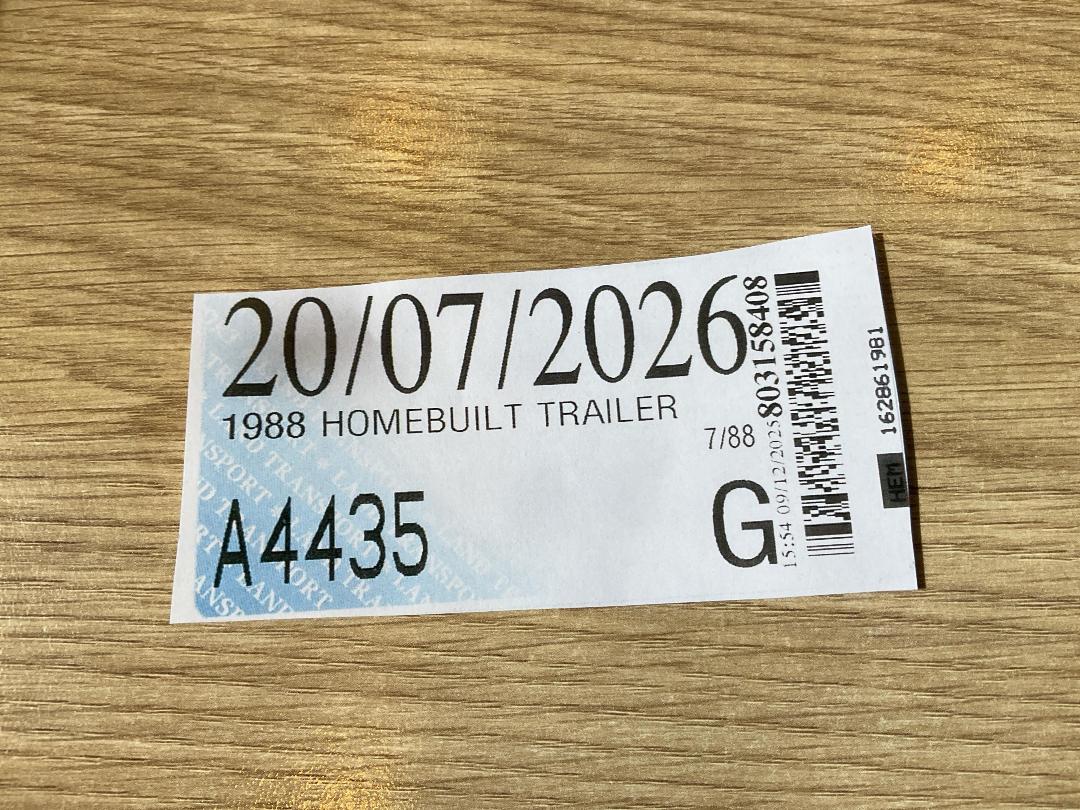 20/07/2026
1988 HOMEBUILT TRAILER
7/88
A4435
G
15:54 09/12/2025 803158408
HEM 162861981